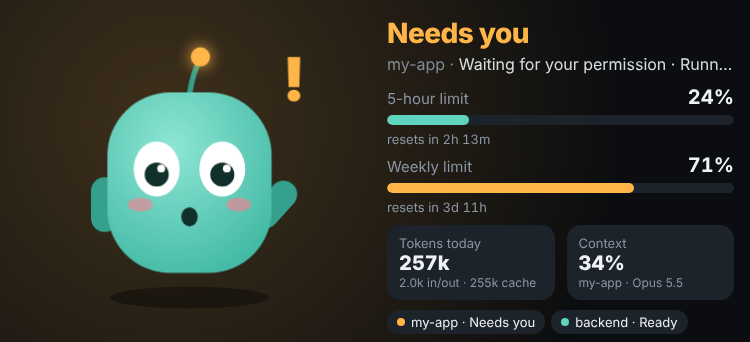 !
Needs you
my-app · Waiting for your permission · Runn...
5-hour limit 24%
resets in 2h 13m
Weekly limit 71%
resets in 3d 11h
Tokens today
257k
2.0k in/out · 255k cache
Context
34%
my-app · Opus 5.5
my-app · Needs you
backend · Ready